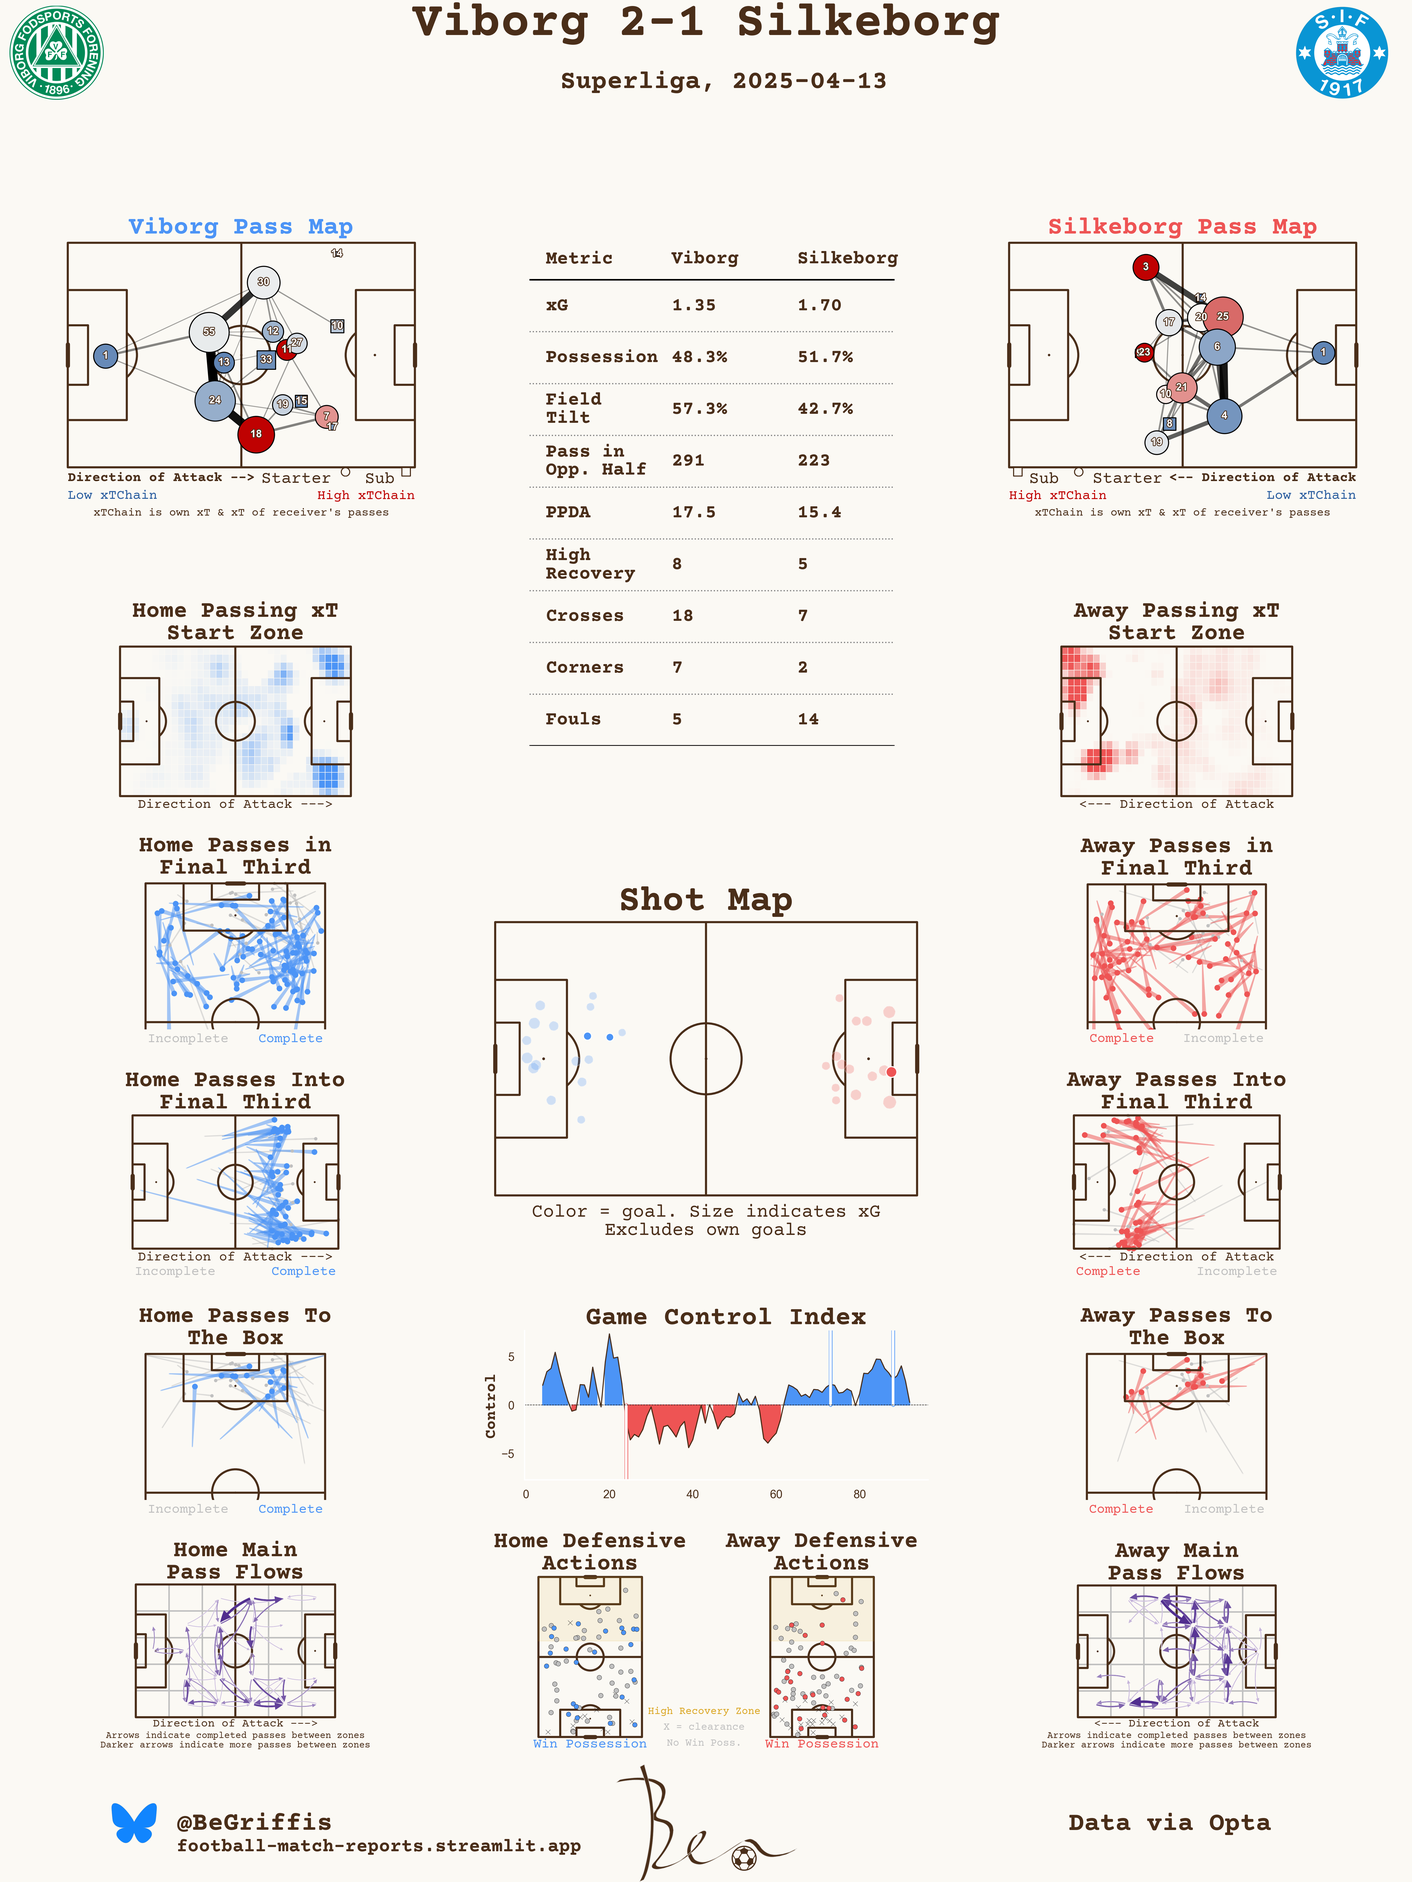 Viborg 2-1 Silkeborg
Superliga, 2025-04-13
VIBORG FODSPORTS FORENING
VFF
·1896·
S·I·F
1917
Viborg Pass Map
14
30
10
12
55
27
11
1
13
33
24
19
15
7
17
18
Direction of Attack --> Starter Sub
Low xTChain High xTChain
xTChain is own xT & xT of receiver's passes
Metric Viborg Silkeborg
xG 1.35 1.70
Possession 48.3% 51.7%
Field
Tilt 57.3% 42.7%
Pass in
Opp. Half 291 223
PPDA 17.5 15.4
High
Recovery 8 5
Crosses 18 7
Corners 7 2
Fouls 5 14
Silkeborg Pass Map
3
14
17
20
25
6
23
1
21
10
4
8
19
Sub Starter <-- Direction of Attack
High xTChain Low xTChain
xTChain is own xT & xT of receiver's passes
Home Passing xT
Start Zone
Direction of Attack --->
Away Passing xT
Start Zone
<--- Direction of Attack
Home Passes in
Final Third
Incomplete Complete
Away Passes in
Final Third
Complete Incomplete
Shot Map
Color = goal. Size indicates xG
Excludes own goals
Home Passes Into
Final Third
Direction of Attack --->
Incomplete Complete
Away Passes Into
Final Third
<--- Direction of Attack
Complete Incomplete
Home Passes To
The Box
Incomplete Complete
Game Control Index
Control
5
0
−5
0 20 40 60 80
Away Passes To
The Box
Complete Incomplete
Home Main
Pass Flows
Direction of Attack --->
Arrows indicate completed passes between zones
Darker arrows indicate more passes between zones
Home Defensive
Actions
Win Possession
Away Defensive
Actions
Win Possession
High Recovery Zone
X = clearance
No Win Poss.
Away Main
Pass Flows
<--- Direction of Attack
Arrows indicate completed passes between zones
Darker arrows indicate more passes between zones
@BeGriffis
football-match-reports.streamlit.app
Ben
Data via Opta